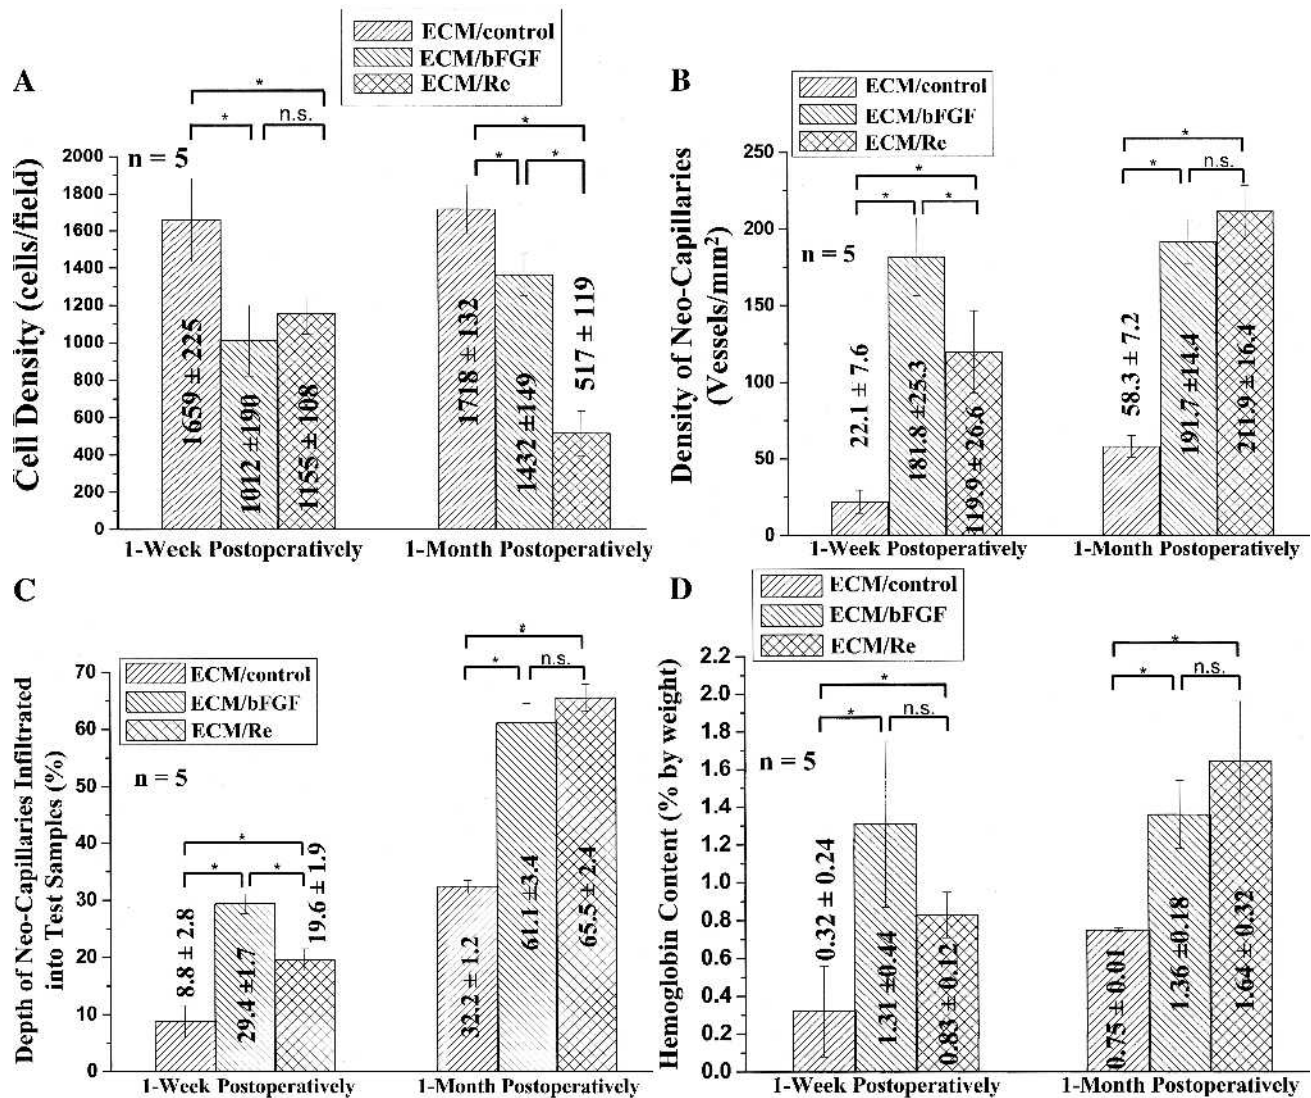 A
ECM/control
ECM/bFGF
ECM/Re
*
*
n.s.
*
*
*
n = 5
Cell Density (cells/field)
2000
1800
1600
1400
1200
1000
800
600
400
200
0
1659 ± 225
1012 ±190
1155 ± 108
1718 ± 132
1432 ±149
517 ± 119
1-Week Postoperatively
1-Month Postoperatively
B
ECM/control
ECM/bFGF
ECM/Re
*
*
*
*
*
n.s.
n = 5
Density of Neo-Capillaries
(Vessels/mm²)
250
200
150
100
50
0
22.1 ± 7.6
181.8 ±25.3
119.9 ± 26.6
58.3 ± 7.2
191.7 ±14.4
211.9 ± 16.4
1-Week Postoperatively
1-Month Postoperatively
C
ECM/control
ECM/bFGF
ECM/Re
*
*
*
*
*
n.s.
n = 5
Depth of Neo-Capillaries Infiltrated
into Test Samples (%)
70
60
50
40
30
20
10
0
8.8 ± 2.8
29.4 ±1.7
19.6 ± 1.9
32.2 ± 1.2
61.1 ±3.4
65.5 ± 2.4
1-Week Postoperatively
1-Month Postoperatively
D
ECM/control
ECM/bFGF
ECM/Re
*
*
n.s.
*
*
n.s.
n = 5
Hemoglobin Content (% by weight)
2.2
2.0
1.8
1.6
1.4
1.2
1.0
0.8
0.6
0.4
0.2
0.0
0.32 ± 0.24
1.31 ±0.44
0.83 ± 0.12
0.75 ± 0.01
1.36 ±0.18
1.64 ± 0.32
1-Week Postoperatively
1-Month Postoperatively